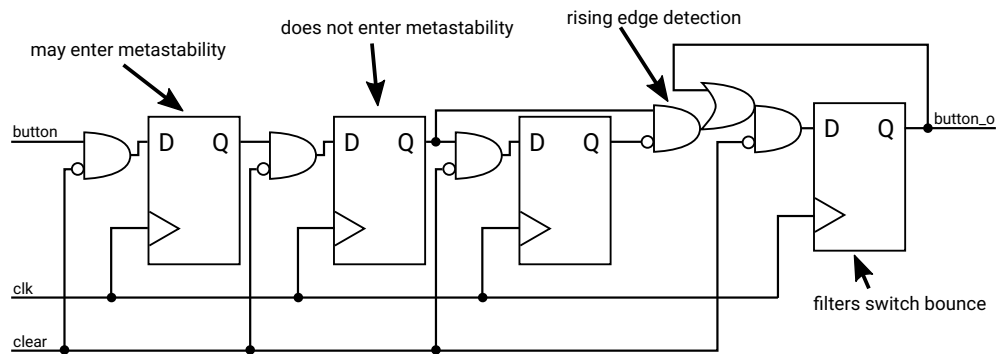 rising edge detection
does not enter metastability
may enter metastability
button
D Q
D Q
D
D Q
button_o
clk
filters switch bounce
clear